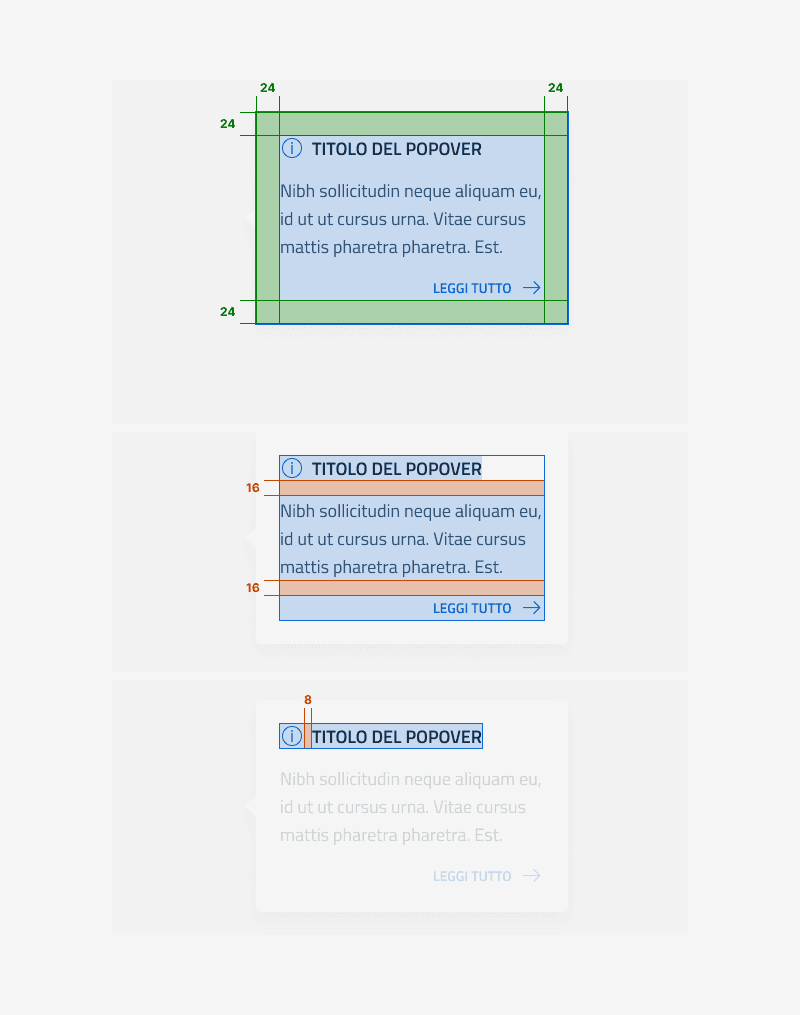 24 24
24
TITOLO DEL POPOVER
Nibh sollicitudin neque aliquam eu,
id ut ut cursus urna. Vitae cursus
mattis pharetra pharetra. Est.
LEGGI TUTTO
24
TITOLO DEL POPOVER
16
Nibh sollicitudin neque aliquam eu,
id ut ut cursus urna. Vitae cursus
mattis pharetra pharetra. Est.
16
LEGGI TUTTO
8
TITOLO DEL POPOVER
Nibh sollicitudin neque aliquam eu,
id ut ut cursus urna. Vitae cursus
mattis pharetra pharetra. Est.
LEGGI TUTTO